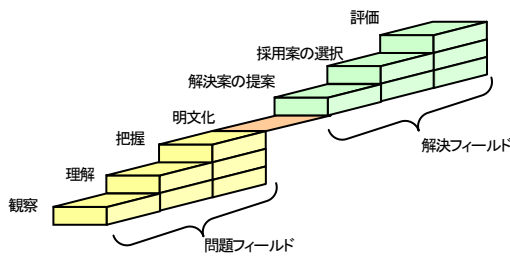 評価
採用案の選択
解決案の提案
明文化
把握
理解
観察
解決フィールド
問題フィールド